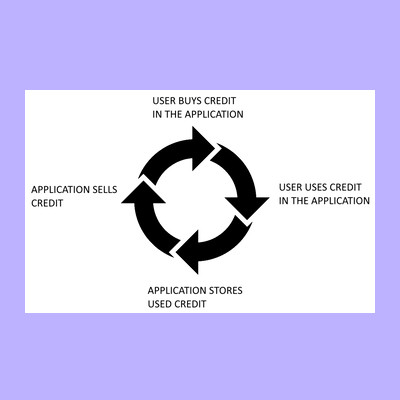 USER BUYS CREDIT
IN THE APPLICATION
USER USES CREDIT
IN THE APPLICATION
APPLICATION STORES
USED CREDIT
APPLICATION SELLS
CREDIT